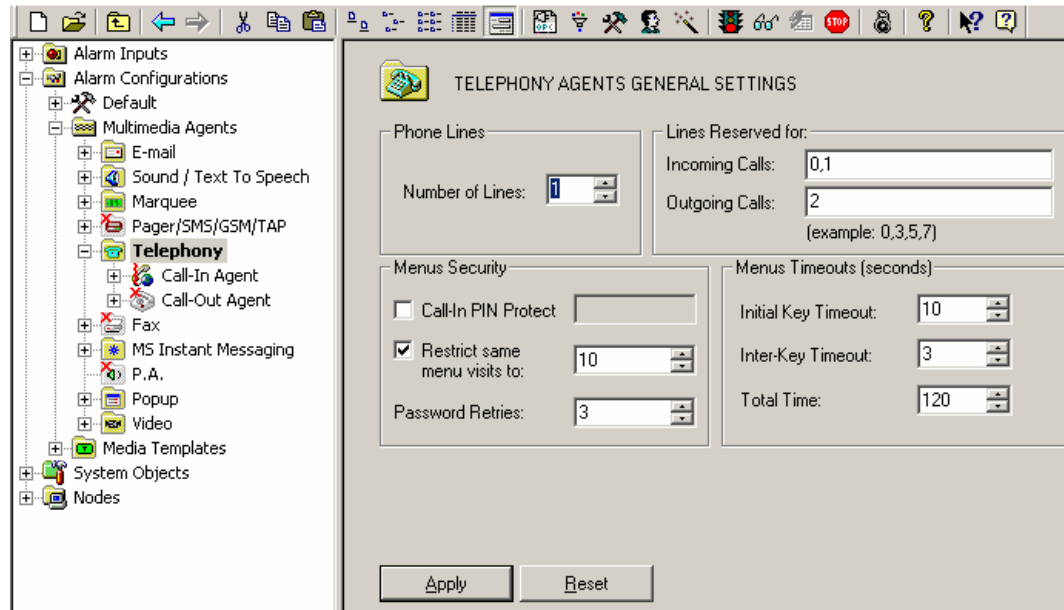 OPC
STOP
Alarm Inputs
Alarm Configurations
Default
Multimedia Agents
E-mail
Sound / Text To Speech
Marquee
Pager/SMS/GSM/TAP
Telephony
Call-In Agent
Call-Out Agent
Fax
MS Instant Messaging
P.A.
Popup
Video
Media Templates
System Objects
Nodes
TELEPHONY AGENTS GENERAL SETTINGS
Phone Lines
Number of Lines: 1
Lines Reserved for:
Incoming Calls: 0,1
Outgoing Calls: 2
(example: 0,3,5,7)
Menus Security
Call-In PIN Protect
Restrict same
menu visits to: 10
Password Retries: 3
Menus Timeouts (seconds)
Initial Key Timeout: 10
Inter-Key Timeout: 3
Total Time: 120
Apply Reset